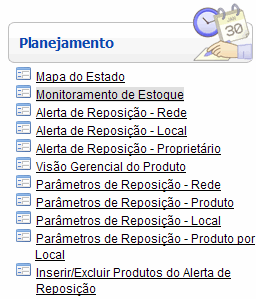 30
Planejamento
Mapa do Estado
Monitoramento de Estoque
Alerta de Reposição - Rede
Alerta de Reposição - Local
Alerta de Reposição - Proprietário
Visão Gerencial do Produto
Parâmetros de Reposição - Rede
Parâmetros de Reposição - Produto
Parâmetros de Reposição - Local
Parâmetros de Reposição - Produto por
Local
Inserir/Excluir Produtos do Alerta de
Reposição